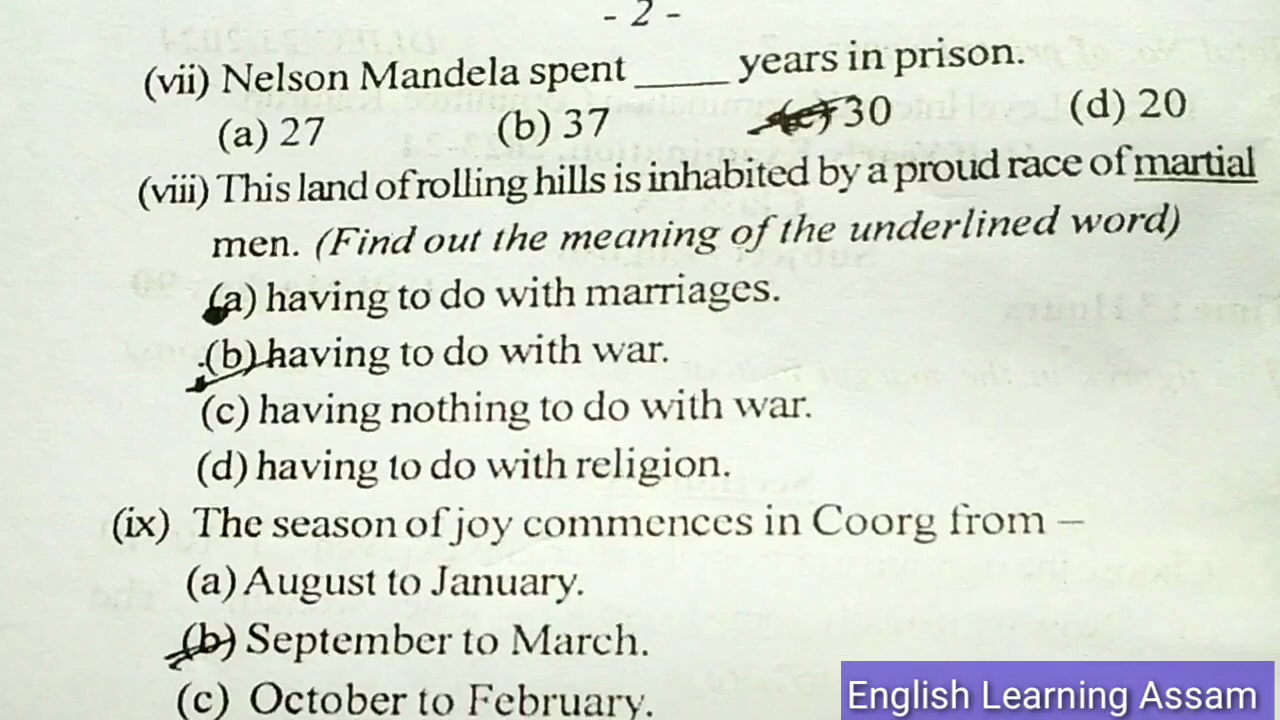 - 2 -
(vii) Nelson Mandela spent _____ years in prison.
(a) 27 (b) 37 (c) 30 (d) 20
(viii) This land of rolling hills is inhabited by a proud race of martial
men. (Find out the meaning of the underlined word)
(a) having to do with marriages.
(b) having to do with war.
(c) having nothing to do with war.
(d) having to do with religion.
(ix) The season of joy commences in Coorg from –
(a) August to January.
(b) September to March.
(c) October to February.
English Learning Assam